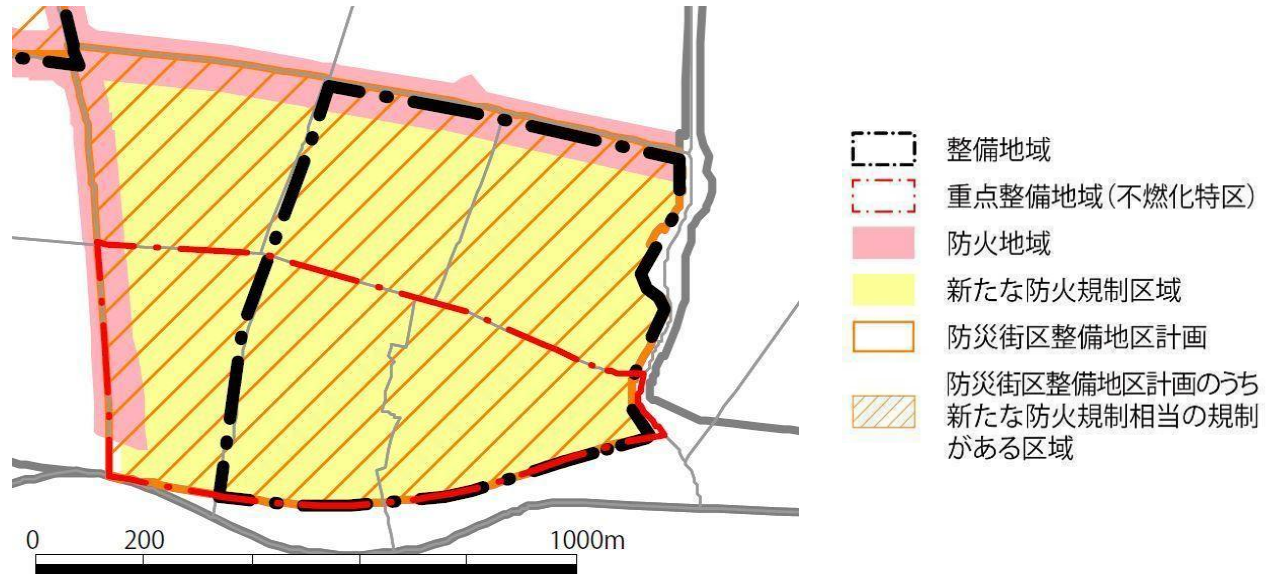 整備地域
重点整備地域(不燃化特区)
防火地域
新たな防火規制区域
防災街区整備地区計画
防災街区整備地区計画のうち
新たな防火規制相当の規制
がある区域
0 200 1000m